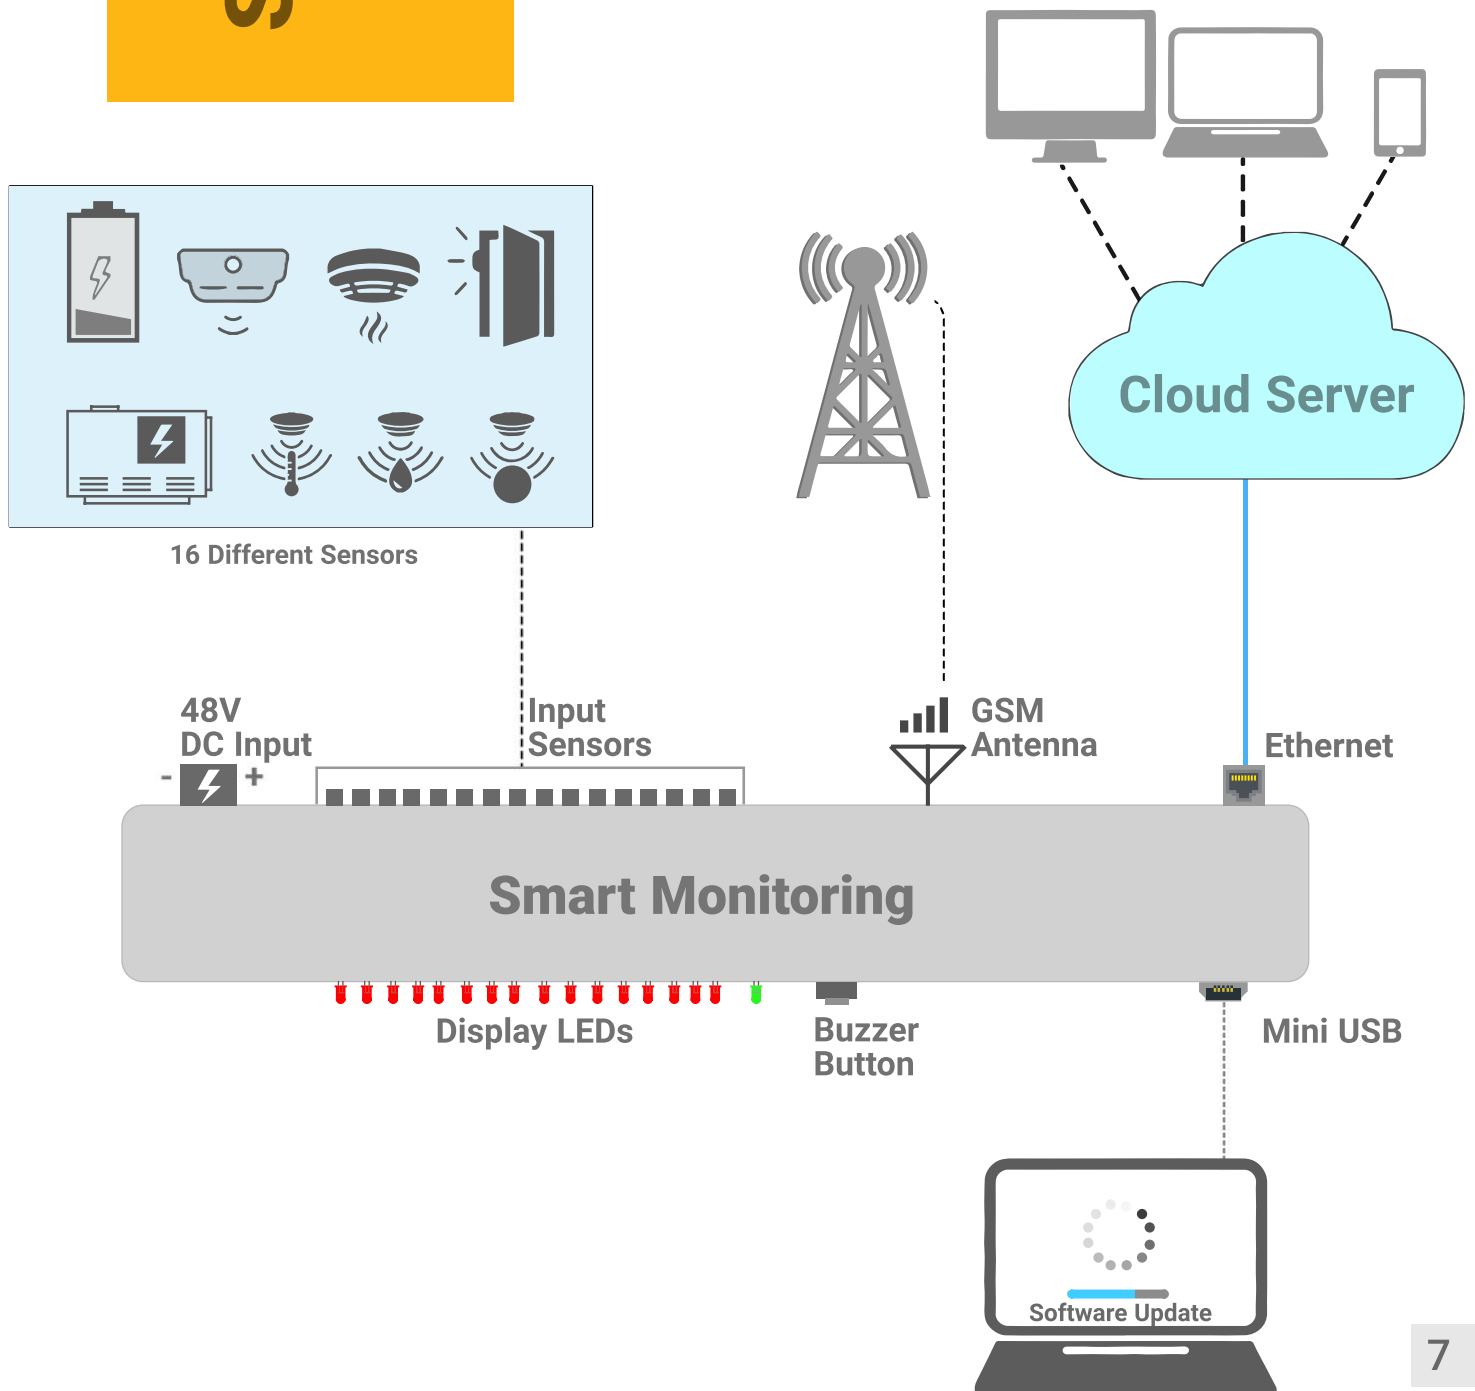 Cloud Server
16 Different Sensors
48V
DC Input
- +
Input
Sensors
GSM
Antenna
Ethernet
Smart Monitoring
Display LEDs
Buzzer
Button
Mini USB
Software Update
7